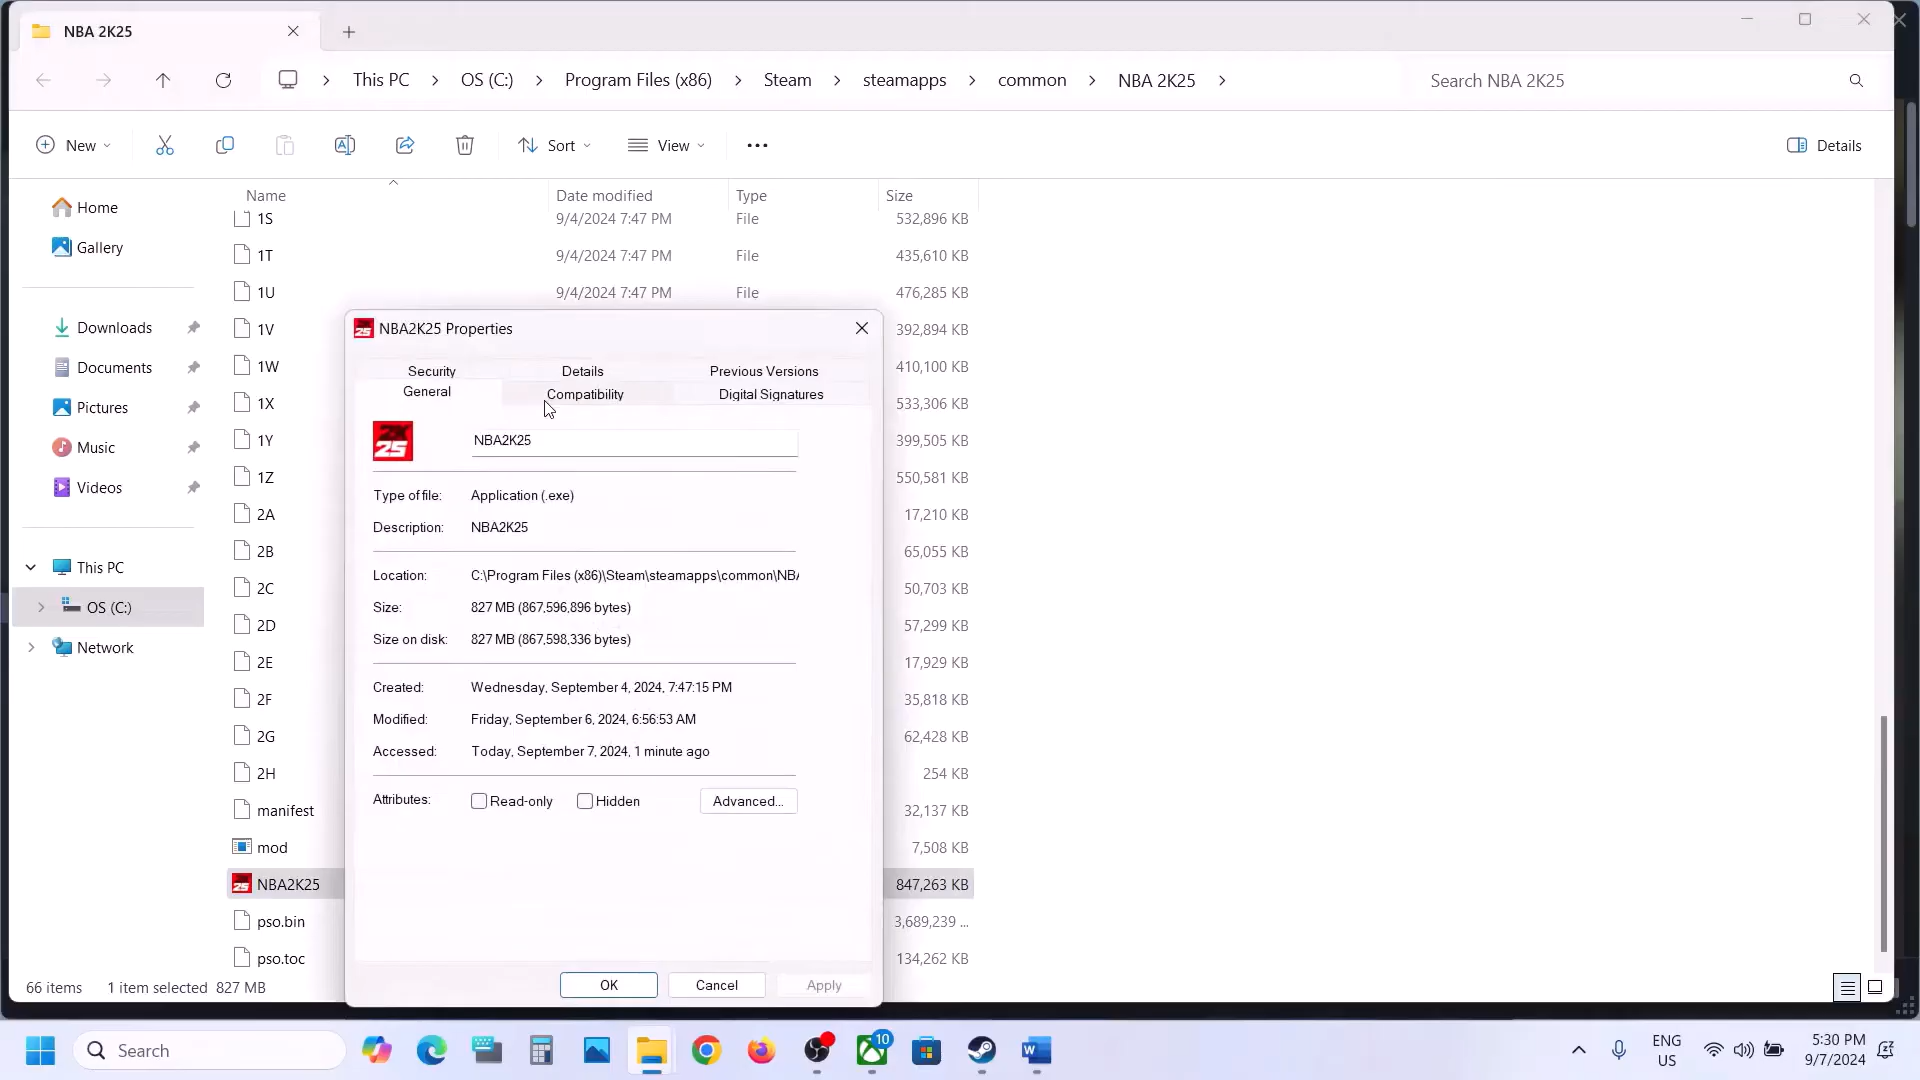 NBA 2K25
This PC
OS (C:)
Program Files (x86)
Steam
steamapps
common
NBA 2K25
Search NBA 2K25
New
Sort
View
Details
Name
Date modified
Type
Size
Home
Gallery
Downloads
Documents
Pictures
Music
Videos
This PC
OS (C:)
Network
1S 9/4/2024 7:47 PM File 532,896 KB
1T 9/4/2024 7:47 PM File 435,610 KB
1U 9/4/2024 7:47 PM File 476,285 KB
1V 392,894 KB
1W 410,100 KB
1X 533,306 KB
1Y 399,505 KB
1Z 550,581 KB
2A 17,210 KB
2B 65,055 KB
2C 50,703 KB
2D 57,299 KB
2E 17,929 KB
2F 35,818 KB
2G 62,428 KB
2H 254 KB
manifest 32,137 KB
mod 7,508 KB
NBA2K25 847,263 KB
pso.bin 3,689,239 ...
pso.toc 134,262 KB
NBA2K25 Properties
Security
Details
Previous Versions
General
Compatibility
Digital Signatures
2K
25
NBA2K25
Type of file: Application (.exe)
Description: NBA2K25
Location: C:\Program Files (x86)\Steam\steamapps\common\NBA
Size: 827 MB (867,596,896 bytes)
Size on disk: 827 MB (867,598,336 bytes)
Created: Wednesday, September 4, 2024, 7:47:15 PM
Modified: Friday, September 6, 2024, 6:56:53 AM
Accessed: Today, September 7, 2024, 1 minute ago
Attributes: Read-only Hidden Advanced...
OK
Cancel
Apply
66 items 1 item selected 827 MB
Search
10
ENG
US
5:30 PM
9/7/2024